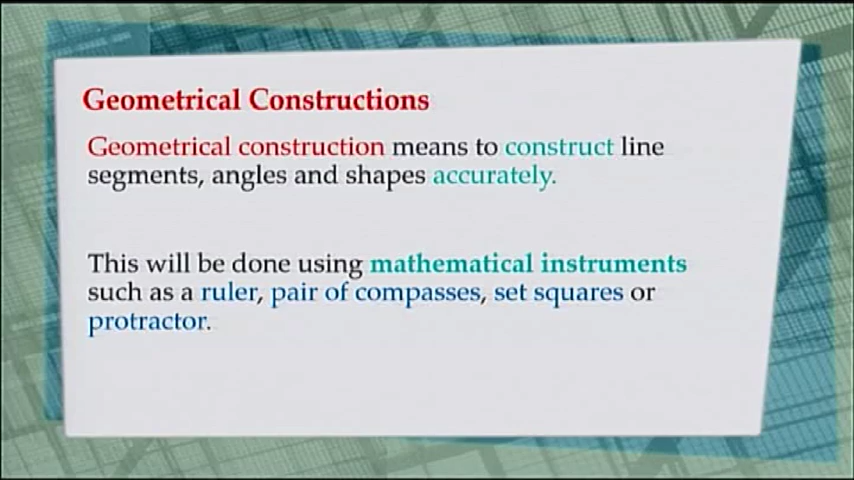 Geometrical Constructions
Geometrical construction means to construct line
segments, angles and shapes accurately.
This will be done using mathematical instruments
such as a ruler, pair of compasses, set squares or
protractor.